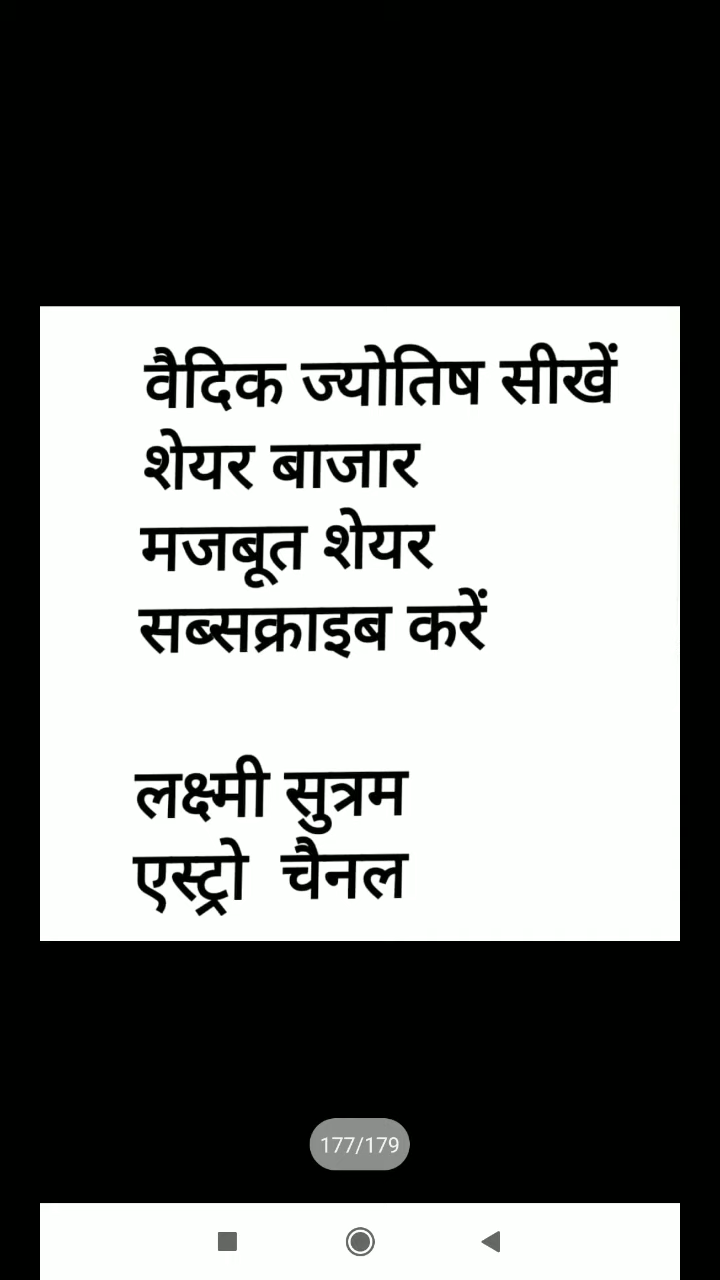 वैदिक ज्योतिष सीखें
शेयर बाजार
मजबूत शेयर
सब्सक्राइब करें
लक्ष्मी सुत्रम
एस्ट्रो चैनल
177/179